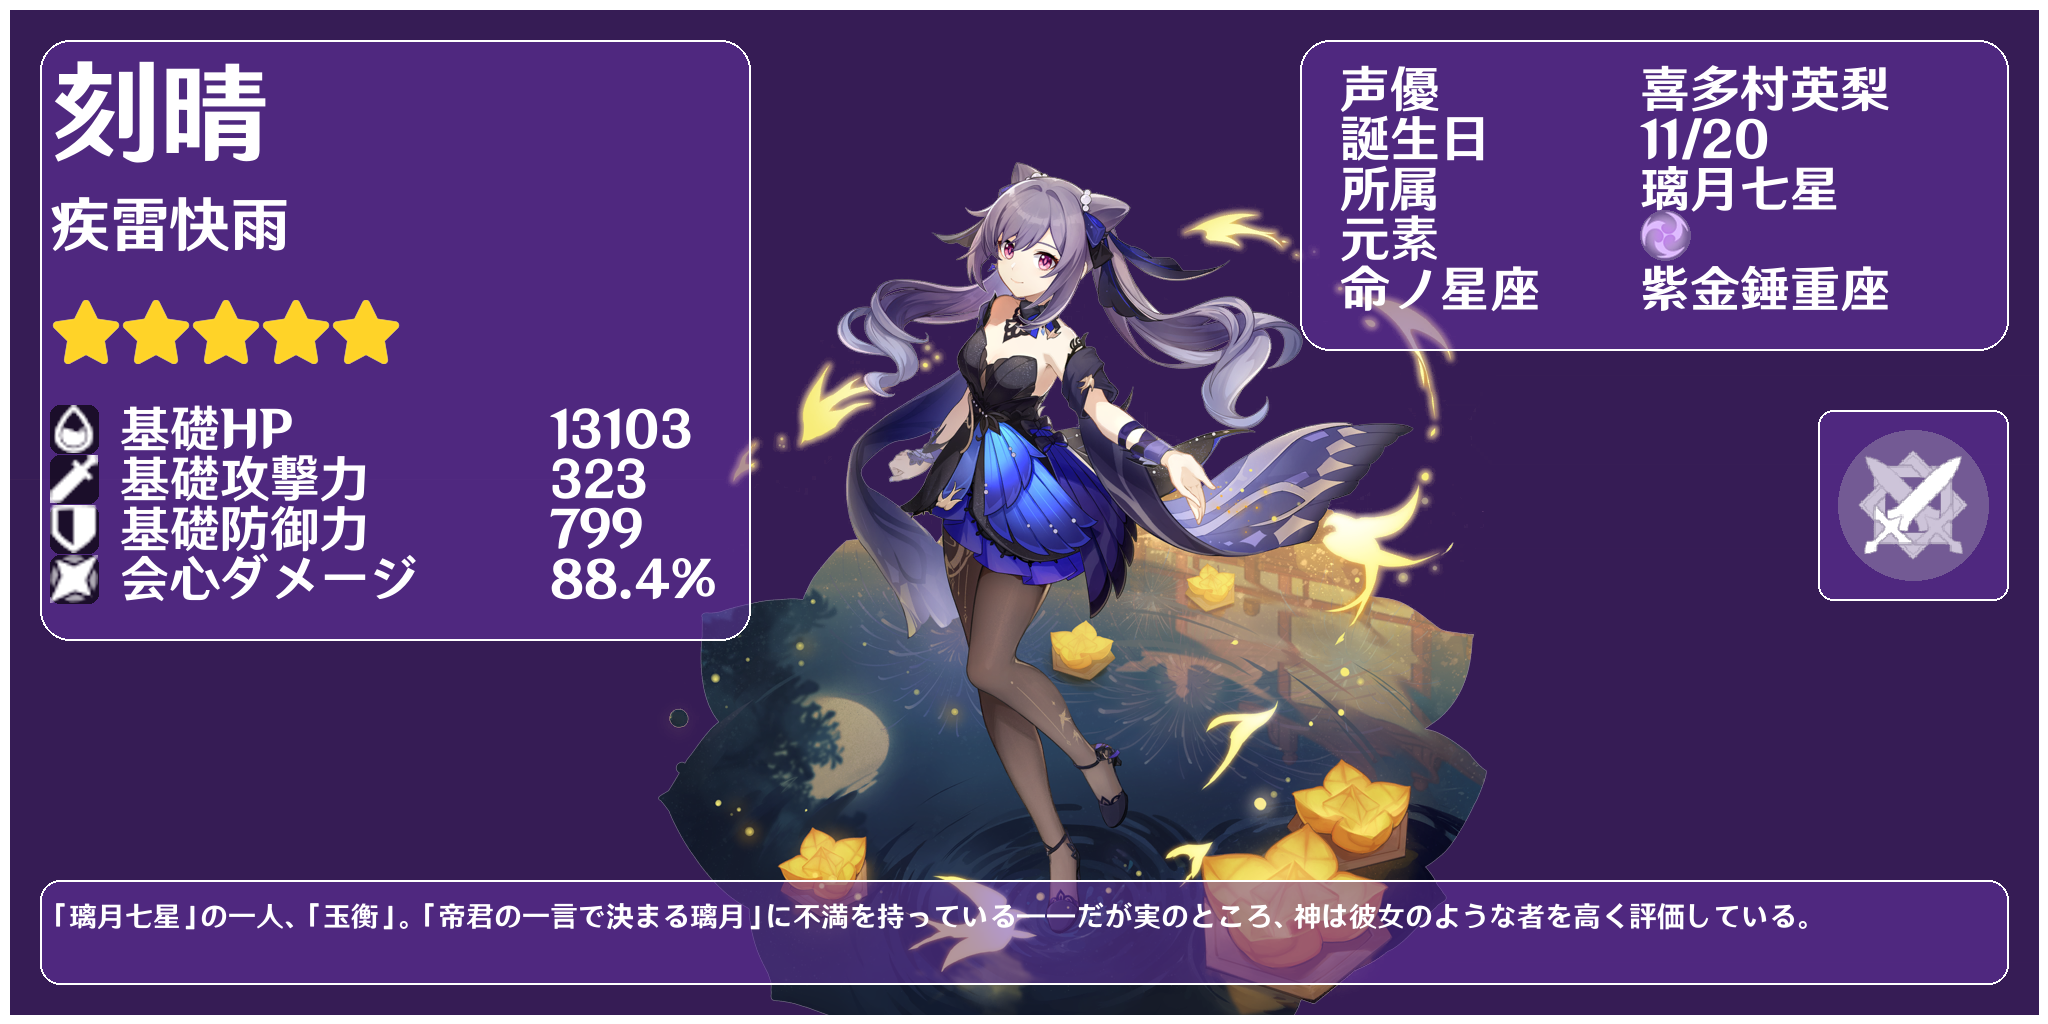 刻晴
疾雷快雨
基礎HP 13103
基礎攻撃力 323
基礎防御力 799
会心ダメージ 88.4%
声優 喜多村英梨
誕生日 11/20
所属 璃月七星
元素
命ノ星座 紫金錘重座
「璃月七星」の一人、「玉衡」。「帝君の一言で決まる璃月」に不満を持っている——だが実のところ、神は彼女のような者を高く評価している。